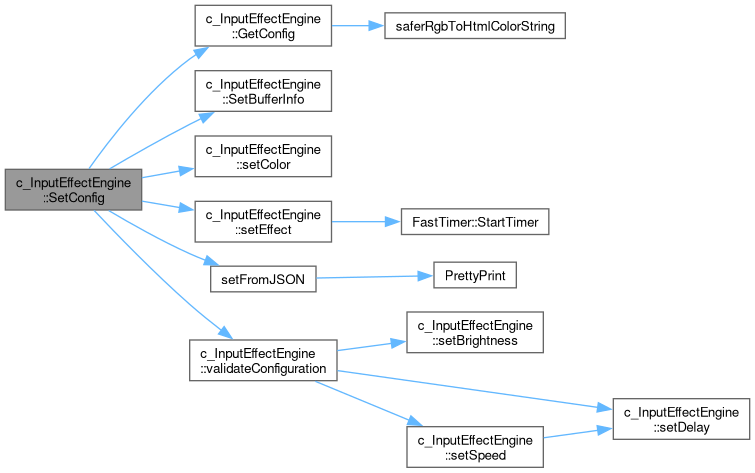 c_InputEffectEngine
::SetConfig
c_InputEffectEngine
::GetConfig
saferRgbToHtmlColorString
c_InputEffectEngine
::SetBufferInfo
c_InputEffectEngine
::setColor
c_InputEffectEngine
::setEffect
FastTimer::StartTimer
setFromJSON
PrettyPrint
c_InputEffectEngine
::validateConfiguration
c_InputEffectEngine
::setBrightness
c_InputEffectEngine
::setDelay
c_InputEffectEngine
::setSpeed